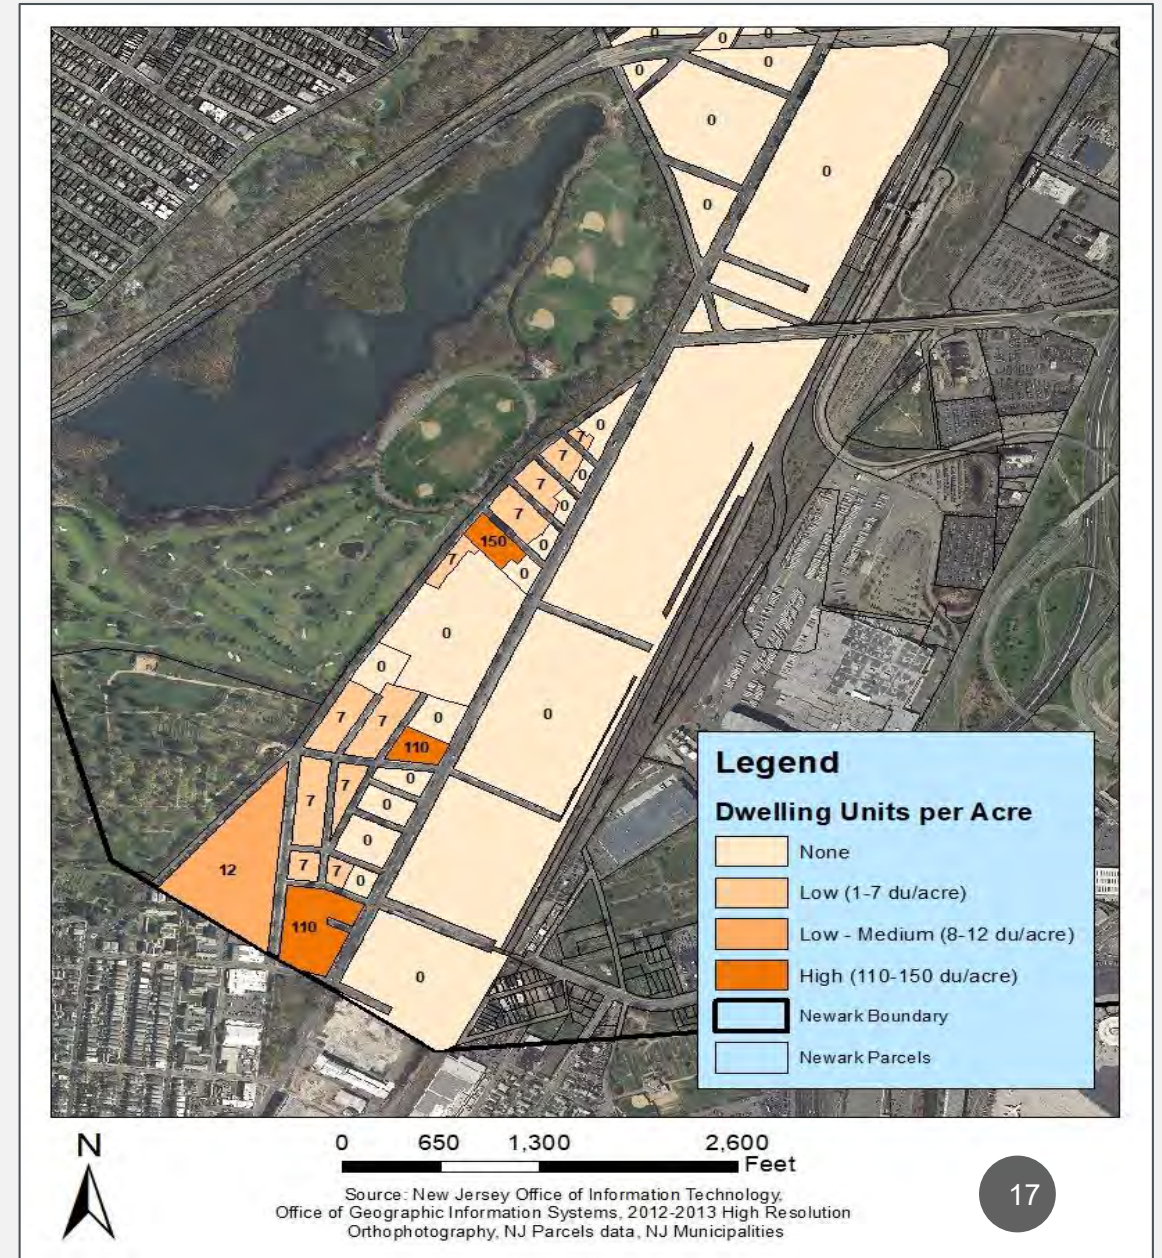 0
0
0
0
0
0
0
0
0
7
7
0
7
0
7
150
0
7
0
0
0
7
7
0
0
110
0
7
7
0
0
12
7
7
0
110
0
Legend
Dwelling Units per Acre
None
Low (1-7 du/acre)
Low - Medium (8-12 du/acre)
High (110-150 du/acre)
Newark Boundary
Newark Parcels
N
0 650 1,300 2,600
Feet
17
Source: New Jersey Office of Information Technology,
Office of Geographic Information Systems, 2012-2013 High Resolution
Orthophotography, NJ Parcels data, NJ Municipalities